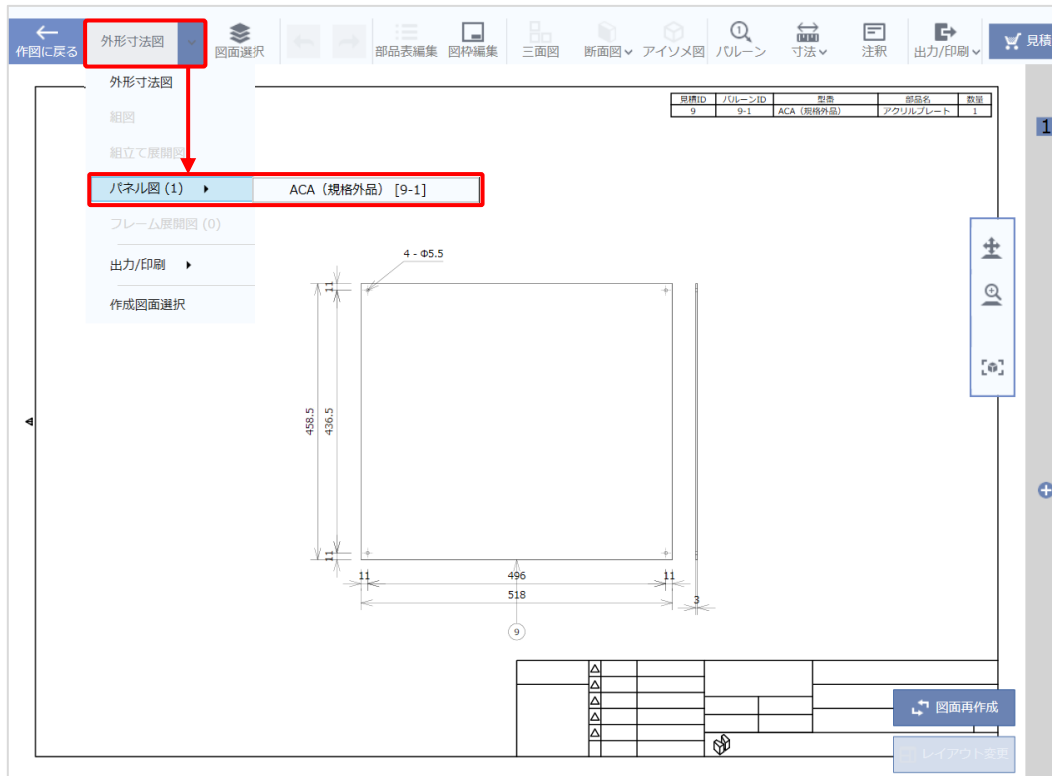 作図に戻る
外形寸法図
図面選択
部品表編集
図枠編集
三面図
断面図
アイソメ図
バルーン
寸法
注釈
出力/印刷
見積
外形寸法図
組図
組立て展開図
パネル図 (1)
ACA（規格外品） [9-1]
フレーム展開図 (0)
出力/印刷
作成図面選択
見積ID バルーンID 型番 部品名 数量
9 9-1 ACA（規格外品） アクリルプレート 1
1
4 - Φ5.5
11
458.5
436.5
11
11
496
11
518
3
9
図面再作成
レイアウト変更